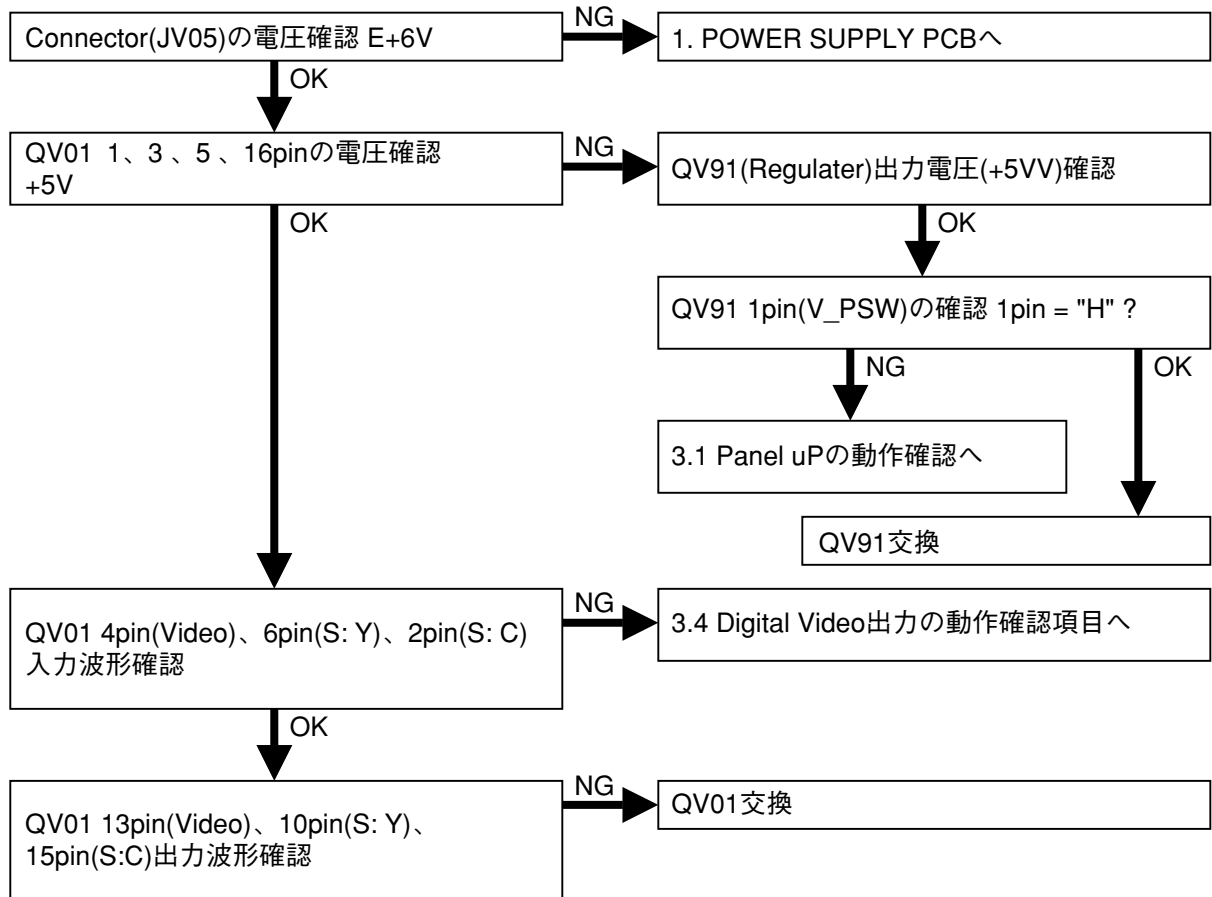 Connector(JV05)の電圧確認 E+6V
NG
1. POWER SUPPLY PCBへ
OK
QV01 1、3 、5 、16pinの電圧確認
+5V
NG
QV91(Regulater)出力電圧(+5VV)確認
OK
OK
QV91 1pin(V_PSW)の確認 1pin = "H" ?
NG
OK
3.1 Panel uPの動作確認へ
QV91交換
QV01 4pin(Video)、6pin(S: Y)、2pin(S: C)
入力波形確認
NG
3.4 Digital Video出力の動作確認項目へ
OK
QV01 13pin(Video)、10pin(S: Y)、
15pin(S:C)出力波形確認
NG
QV01交換